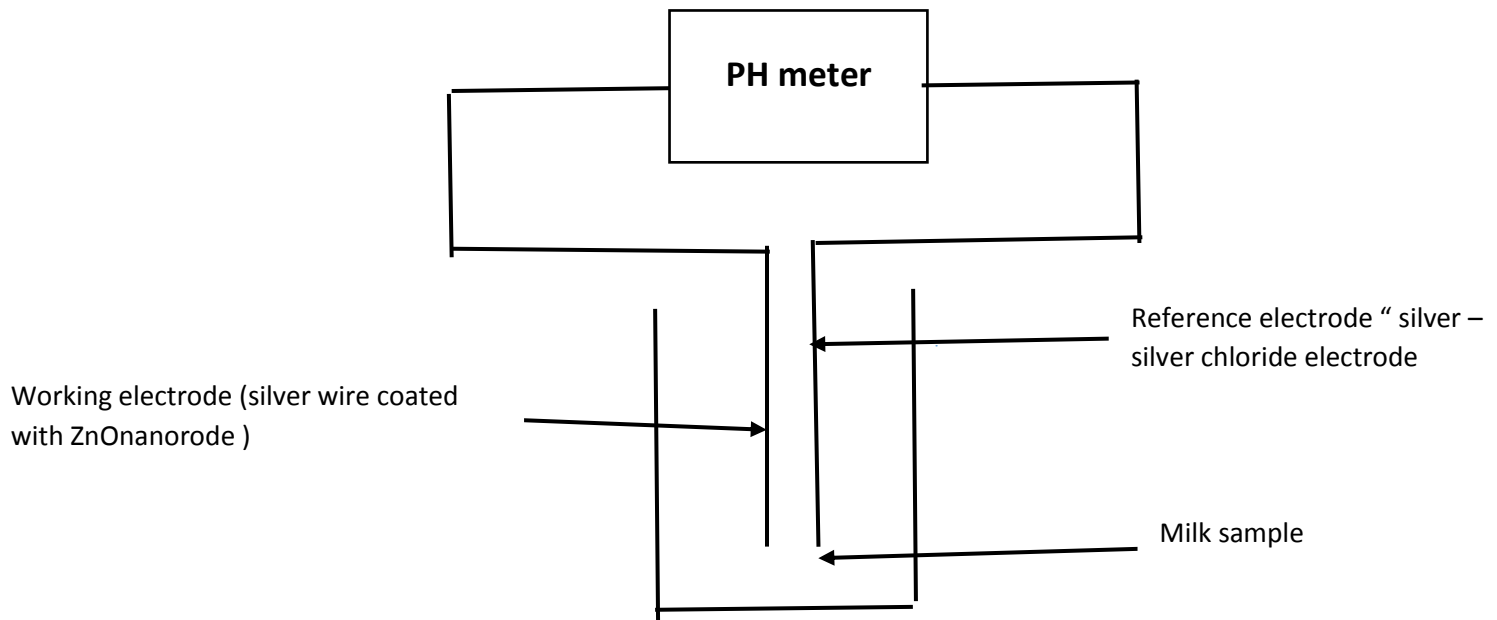 PH meter
Reference electrode “ silver –
silver chloride electrode
Working electrode (silver wire coated
with ZnOnanorode )
Milk sample